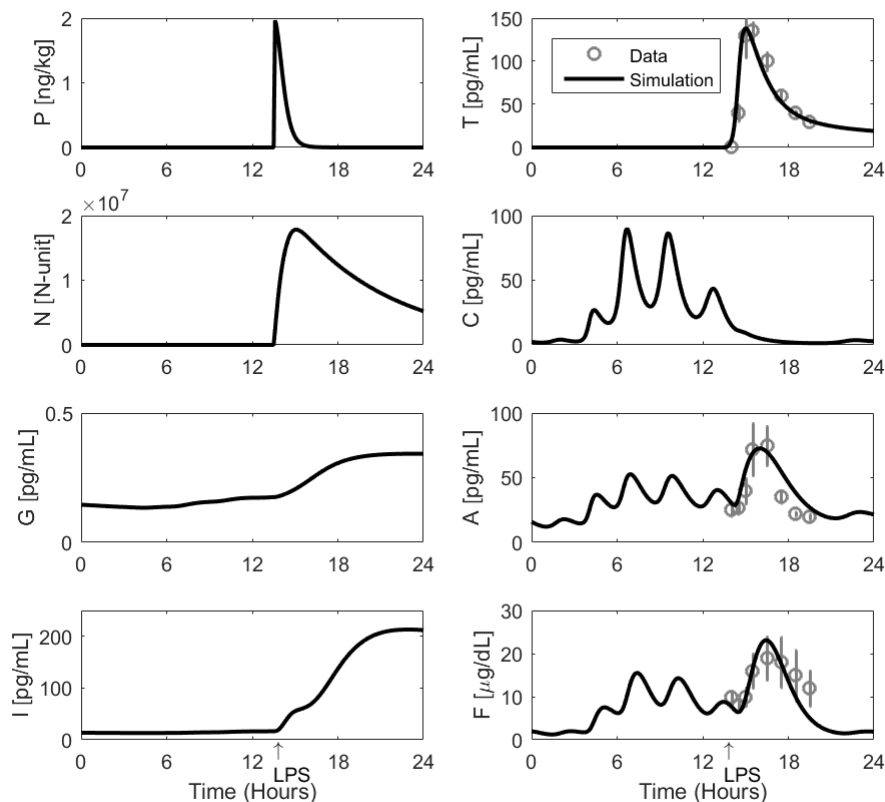 P [ng/kg]
2
1
0
0 6 12 18 24
T [pg/mL]
150
100
50
0
0 6 12 18 24
Data
Simulation
N [N-unit]
×10⁷
2
1
0
0 6 12 18 24
C [pg/mL]
100
50
0
0 6 12 18 24
G [pg/mL]
0.5
0
0 6 12 18 24
A [pg/mL]
100
50
0
0 6 12 18 24
I [pg/mL]
200
100
0
0 6 12 18 24
↑
LPS
Time (Hours)
F [μg/dL]
30
20
10
0
0 6 12 18 24
↑
LPS
Time (Hours)